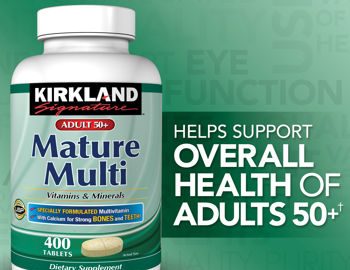 EYE
FUNCTION
KIRKLAND
Signature
ADULT 50+
Mature
Multi
Vitamins & Minerals
SPECIALLY FORMULATED Multivitamin
With Calcium for Strong BONES and TEETH
400
TABLETS
Dietary Supplement
HELPS SUPPORT
OVERALL
HEALTH OF
ADULTS 50+†